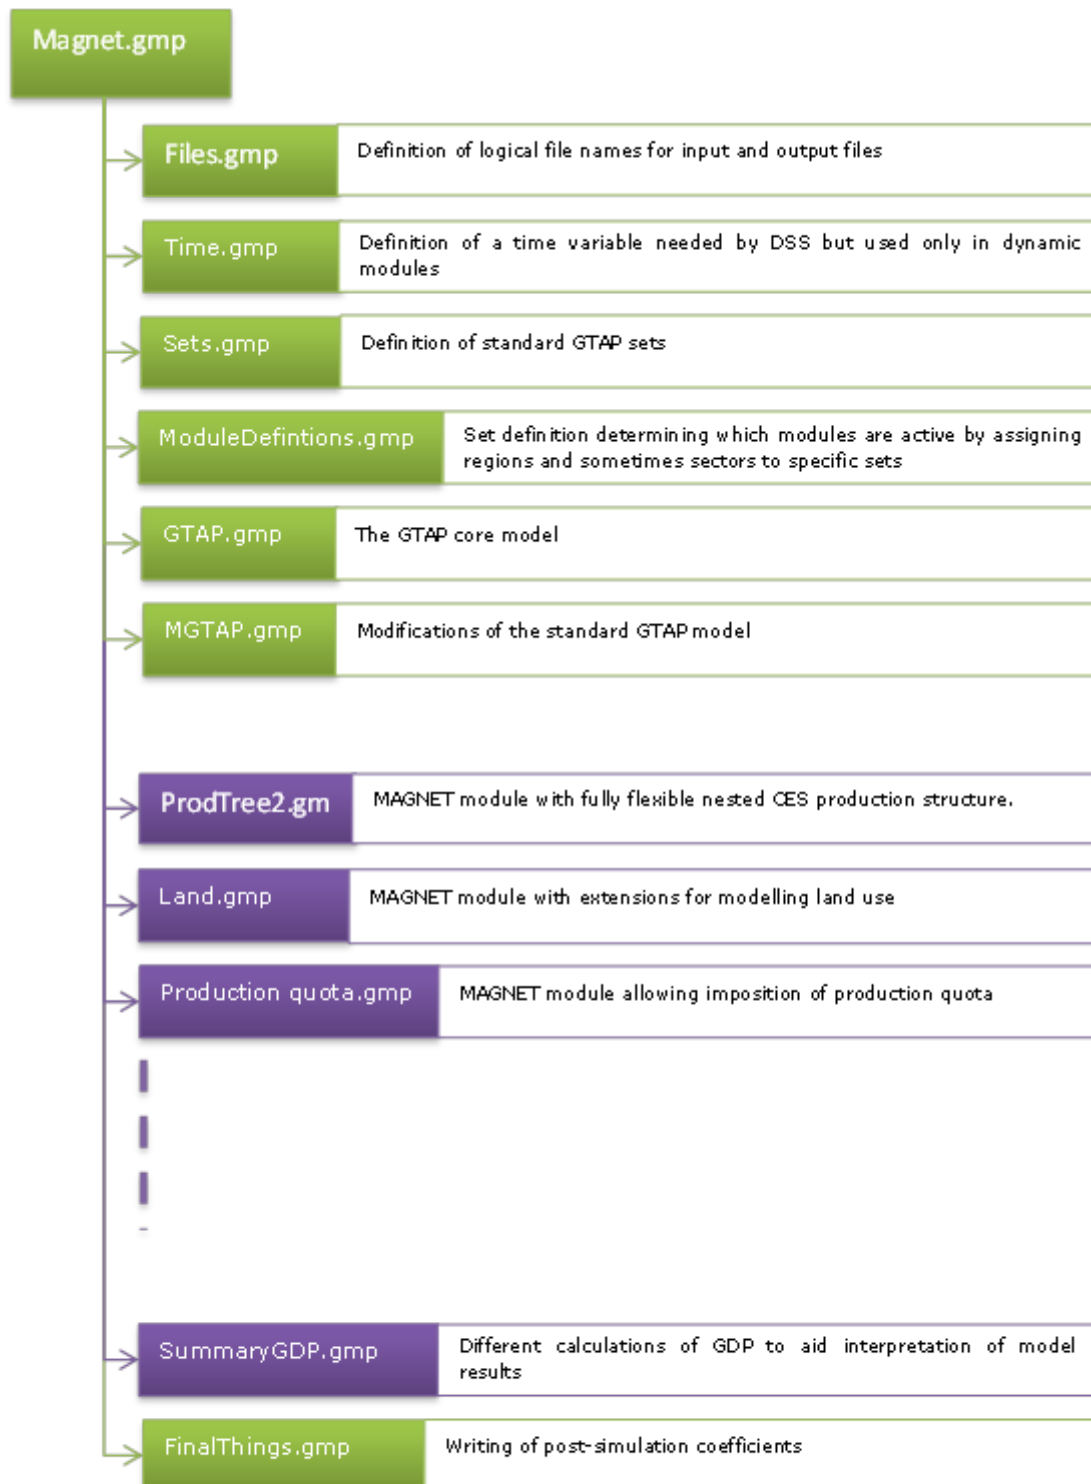 Magnet.gmp
Files.gmp
Definition of logical file names for input and output files
Time.gmp
Definition of a time variable needed by DSS but used only in dynamic
modules
Sets.gmp
Definition of standard GTAP sets
ModuleDefintions.gmp
Set definition determining which modules are active by assigning
regions and sometimes sectors to specific sets
GTAP.gmp
The GTAP core model
MGTAP.gmp
Modifications of the standard GTAP model
ProdTree2.gm
MAGNET module with fully flexible nested CES production structure.
Land.gmp
MAGNET module with extensions for modelling land use
Production quota.gmp
MAGNET module allowing imposition of production quota
SummaryGDP.gmp
Different calculations of GDP to aid interpretation of model
results
FinalThings.gmp
Writing of post-simulation coefficients